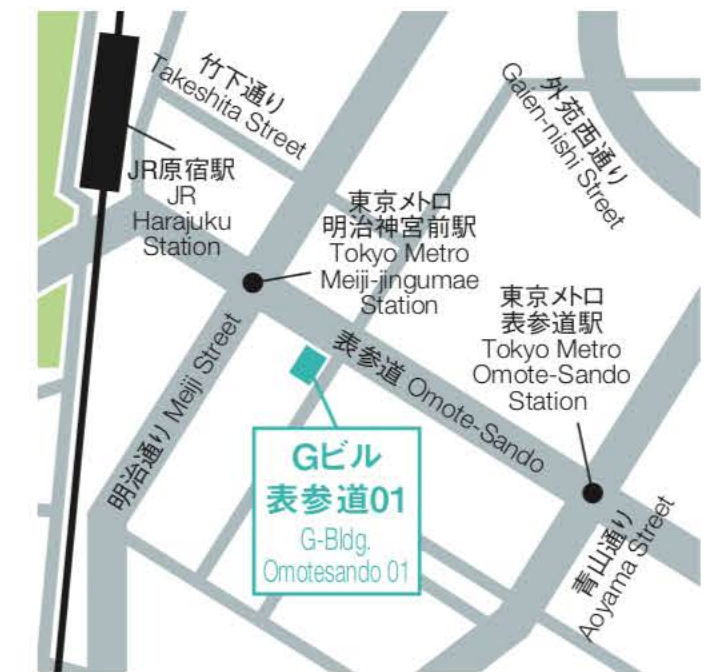 竹下通り
Takeshita Street
外苑西通り
Gaien-nishi Street
JR原宿駅
JR
Harajuku
Station
東京メトロ
明治神宮前駅
Tokyo Metro
Meiji-jingumae
Station
東京メトロ
表参道駅
Tokyo Metro
Omote-Sando
Station
明治通り Meiji Street
表参道 Omote-Sando
Gビル
表参道01
G-Bldg.
Omotesando 01
青山通り
Aoyama Street